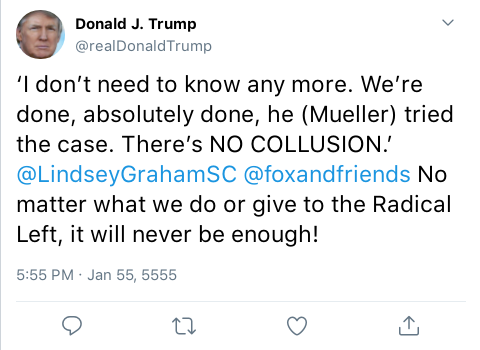 Donald J. Trump
@realDonaldTrump
‘I don’t need to know any more. We’re
done, absolutely done, he (Mueller) tried
the case. There’s NO COLLUSION.’
@LindseyGrahamSC @foxandfriends No
matter what we do or give to the Radical
Left, it will never be enough!
5:55 PM · Jan 55, 5555